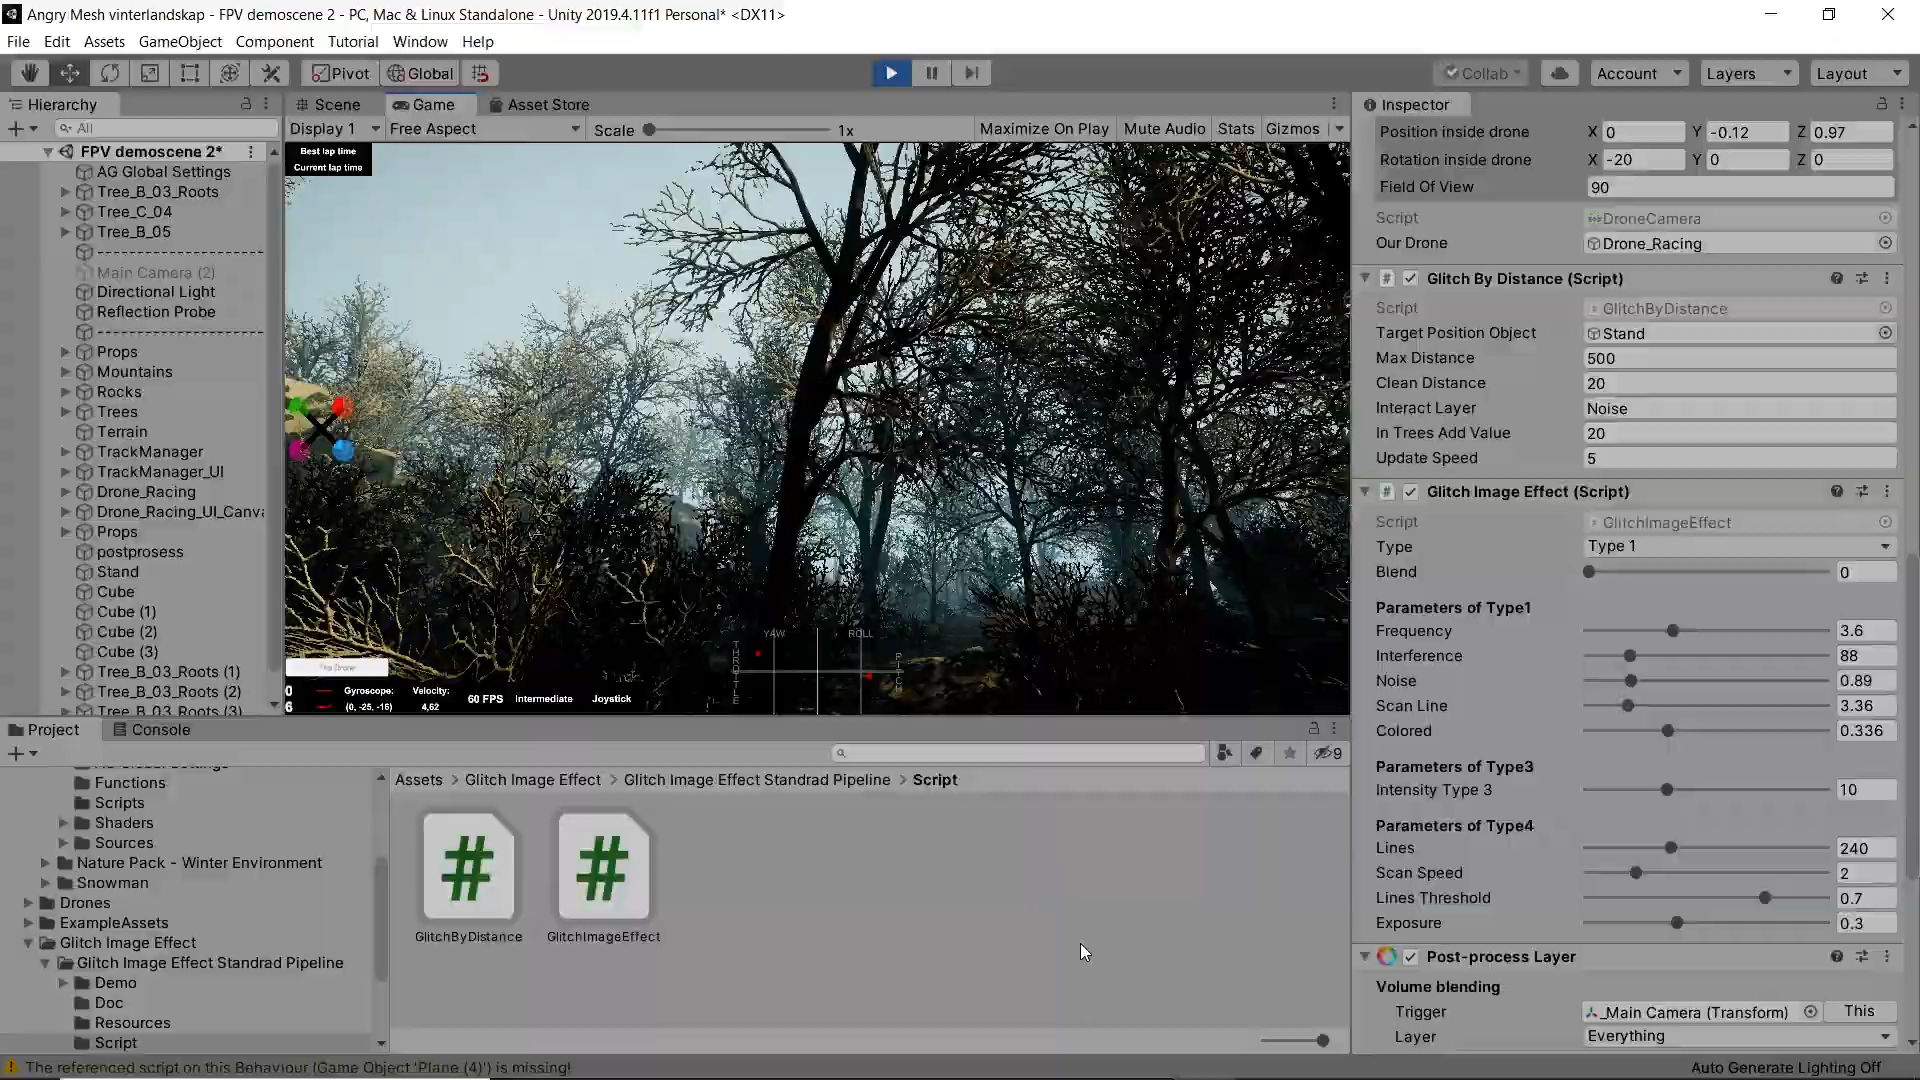 Angry Mesh vinterlandskap - FPV demoscene 2 - PC, Mac & Linux Standalone - Unity 2019.4.11f1 Personal* <DX11>
File Edit Assets GameObject Component Tutorial Window Help
Pivot Global Collab Account Layers Layout
Hierarchy
All
FPV demoscene 2*
AG Global Settings
Tree_B_03_Roots
Tree_C_04
Tree_B_05
--------------------
Main Camera (2)
Directional Light
Reflection Probe
--------------------
Props
Mountains
Rocks
Trees
Terrain
TrackManager
TrackManager_UI
Drone_Racing
Drone_Racing_UI_Canv
Props
postprosess
Stand
Cube
Cube (1)
Cube (2)
Cube (3)
Tree_B_03_Roots (1)
Tree_B_03_Roots (2)
Tree_B_03_Roots (3)
Scene Game Asset Store
Display 1 Free Aspect Scale 1x Maximize On Play Mute Audio Stats Gizmos
Best lap time
Current lap time
YAW ROLL
THROTTLE
PITCH
0
6
Gyroscope: Velocity:
(0, -25, -16) 4,62
60 FPS Intermediate Joystick
Inspector
Position inside drone X 0 Y -0.12 Z 0.97
Rotation inside drone X -20 Y 0 Z 0
Field Of View 90
Script DroneCamera
Our Drone Drone_Racing
# Glitch By Distance (Script)
Script GlitchByDistance
Target Position Object Stand
Max Distance 500
Clean Distance 20
Interact Layer Noise
In Trees Add Value 20
Update Speed 5
# Glitch Image Effect (Script)
Script GlitchImageEffect
Type Type 1
Blend 0
Parameters of Type1
Frequency 3.6
Interference 88
Noise 0.89
Scan Line 3.36
Colored 0.336
Parameters of Type3
Intensity Type 3 10
Parameters of Type4
Lines 240
Scan Speed 2
Lines Threshold 0.7
Exposure 0.3
Post-process Layer
Volume blending
Trigger _Main Camera (Transform) This
Layer Everything
Project Console
9
Functions
Scripts
Shaders
Sources
Nature Pack - Winter Environment
Snowman
Drones
ExampleAssets
Glitch Image Effect
Glitch Image Effect Standrad Pipeline
Demo
Doc
Resources
Script
Assets > Glitch Image Effect > Glitch Image Effect Standrad Pipeline > Script
# #
GlitchByDistance GlitchImageEffect
The referenced script on this Behaviour (Game Object 'Plane (4)') is missing!
Auto Generate Lighting Off